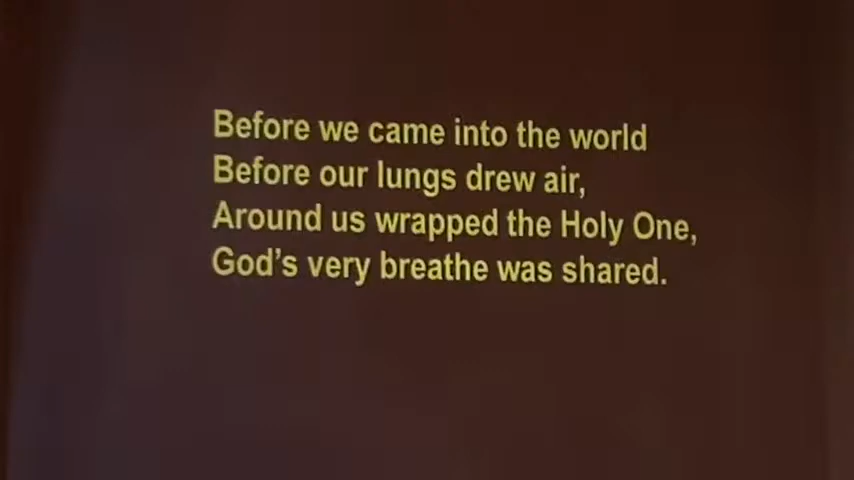 Before we came into the world
Before our lungs drew air,
Around us wrapped the Holy One,
God's very breathe was shared.